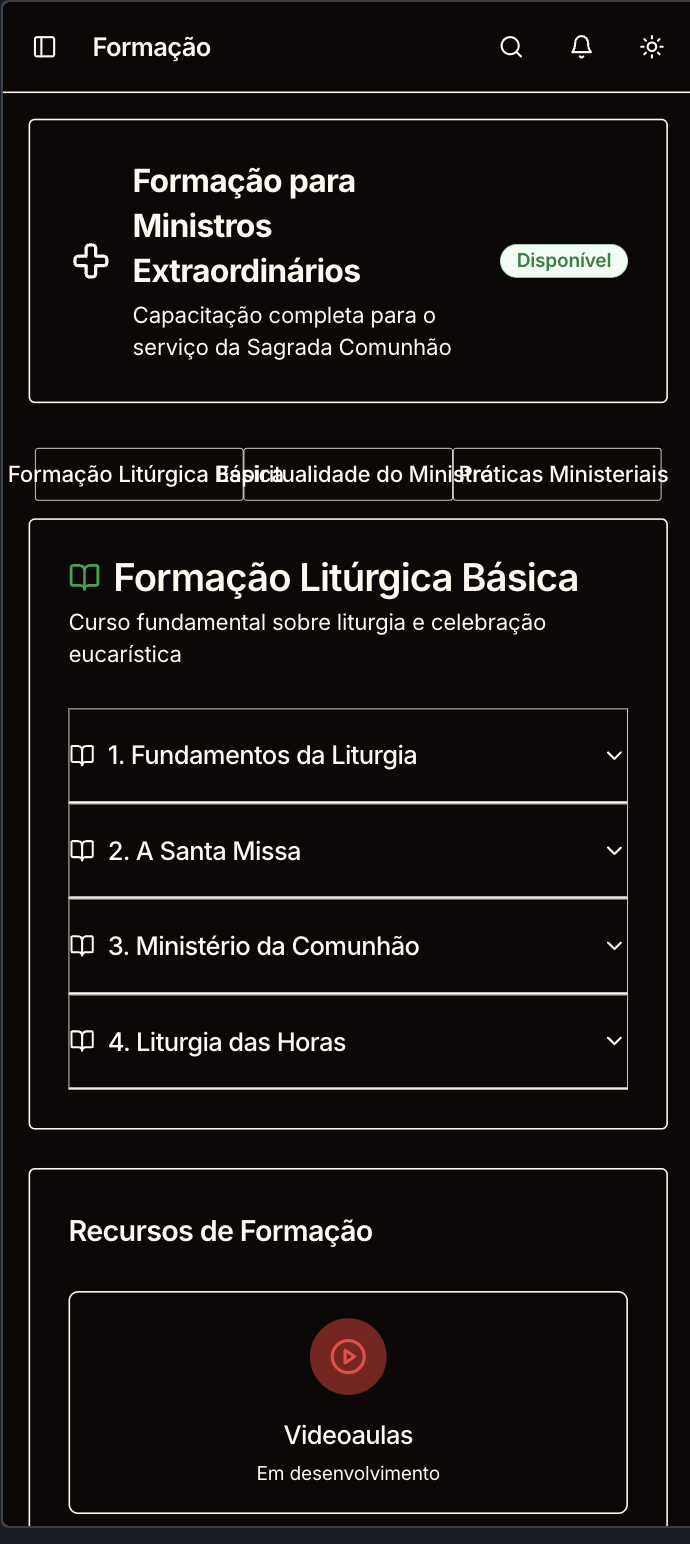 Formação
Formação para
Ministros
Extraordinários
Disponível
Capacitação completa para o
serviço da Sagrada Comunhão
Formação Litúrgica Básica
Espiritualidade do Ministro
Práticas Ministeriais
Formação Litúrgica Básica
Curso fundamental sobre liturgia e celebração
eucarística
1. Fundamentos da Liturgia
2. A Santa Missa
3. Ministério da Comunhão
4. Liturgia das Horas
Recursos de Formação
Videoaulas
Em desenvolvimento